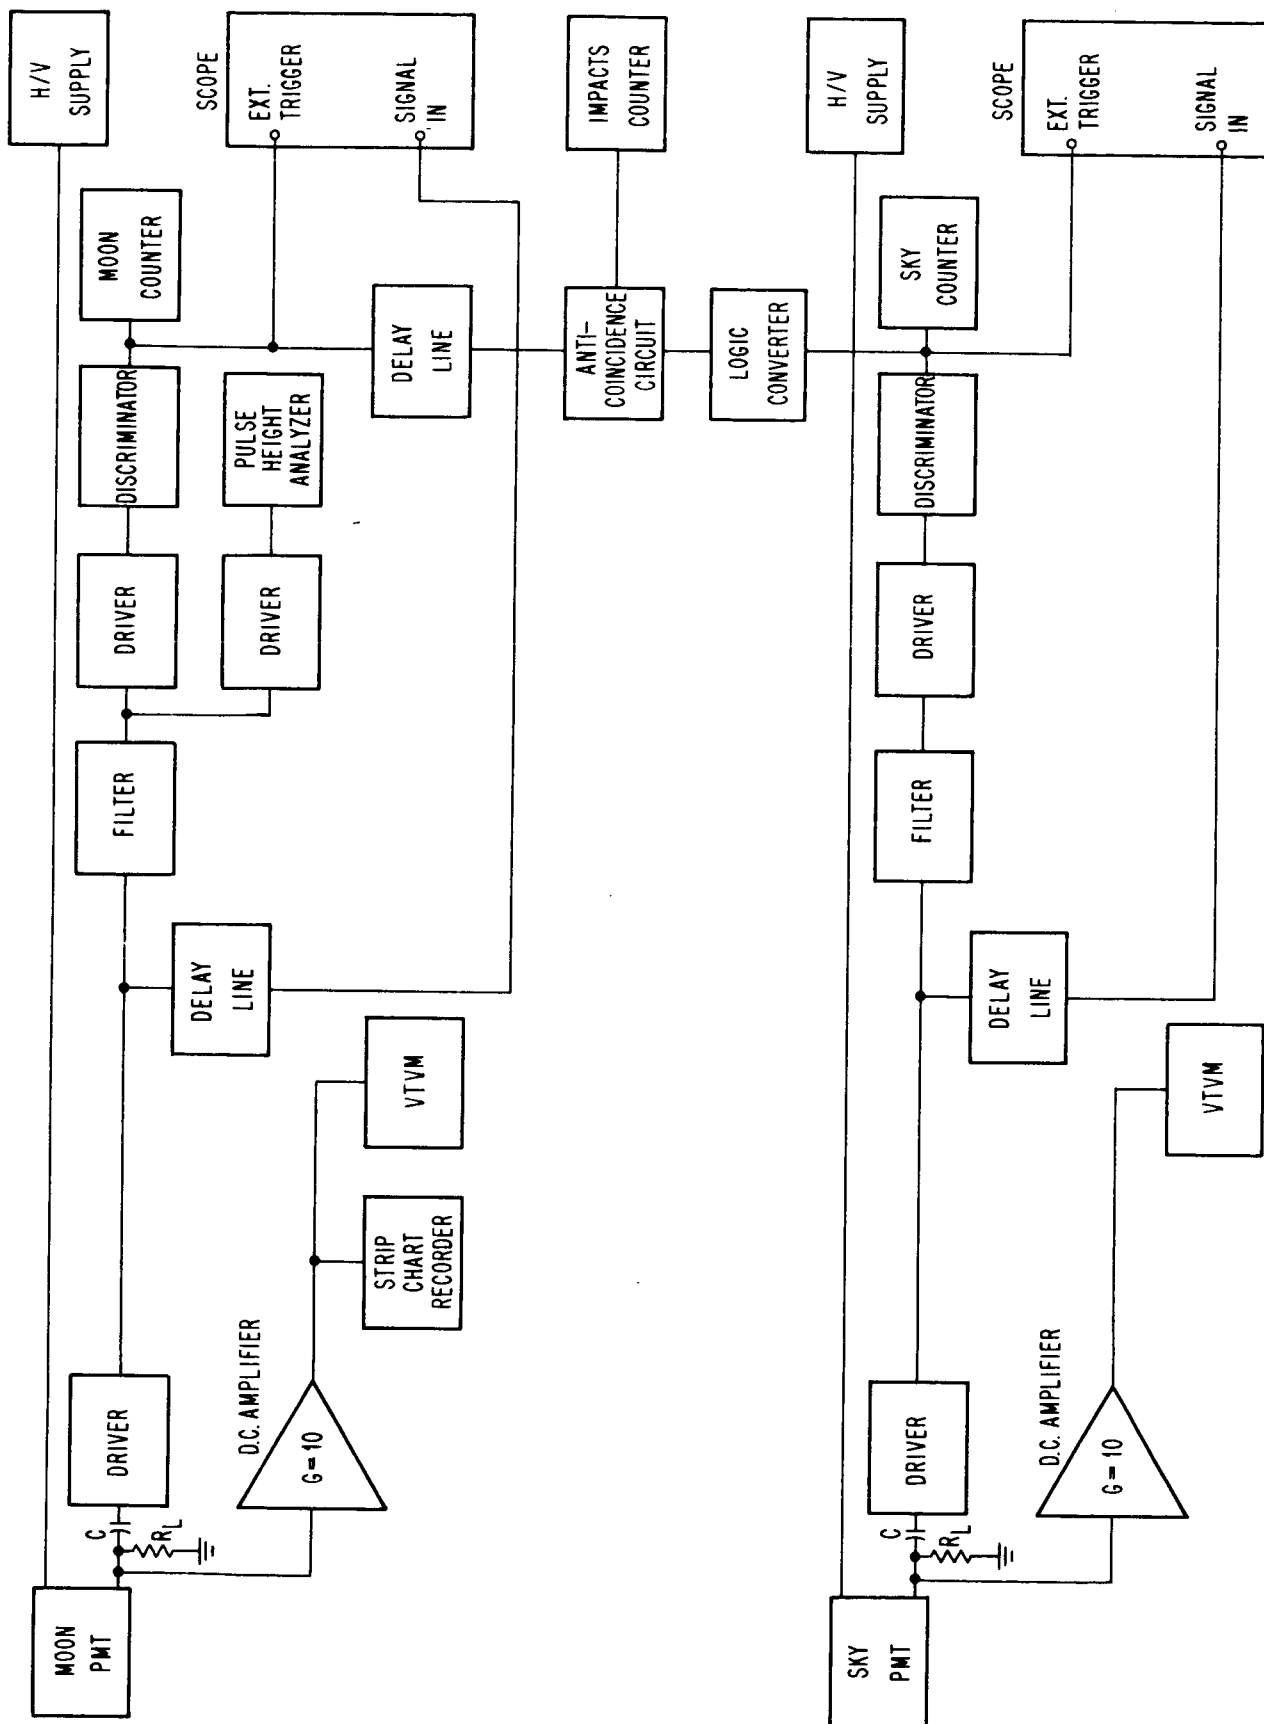 MOON
PMT
H/V
SUPPLY
C
R_L
DRIVER
FILTER
DRIVER
DISCRIMINATOR
MOON
COUNTER
SCOPE
EXT.
TRIGGER
SIGNAL
IN
DRIVER
PULSE
HEIGHT
ANALYZER
DELAY
LINE
D.C. AMPLIFIER
G=10
STRIP
CHART
RECORDER
VTVM
DELAY
LINE
ANTI-
COINCIDENCE
CIRCUIT
IMPACTS
COUNTER
LOGIC
CONVERTER
SKY
PMT
H/V
SUPPLY
C
R_L
DRIVER
FILTER
DRIVER
DISCRIMINATOR
SKY
COUNTER
SCOPE
EXT.
TRIGGER
SIGNAL
IN
DELAY
LINE
D.C. AMPLIFIER
G=10
VTVM